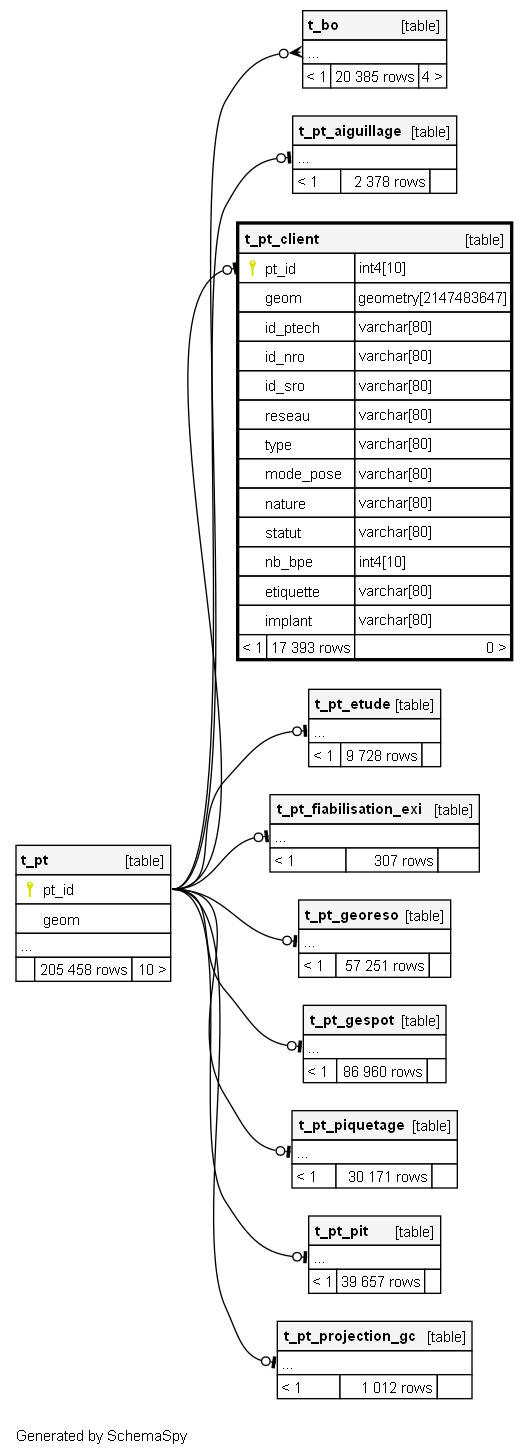 t_bo [table]
...
< 1 20 385 rows 4 >
t_pt_aiguillage [table]
...
< 1 2 378 rows
t_pt_client [table]
pt_id int4[10]
geom geometry[2147483647]
id_ptech varchar[80]
id_nro varchar[80]
id_sro varchar[80]
reseau varchar[80]
type varchar[80]
mode_pose varchar[80]
nature varchar[80]
statut varchar[80]
nb_bpe int4[10]
etiquette varchar[80]
implant varchar[80]
< 1 17 393 rows 0 >
t_pt_etude [table]
...
< 1 9 728 rows
t_pt_fiabilisation_exi [table]
...
< 1 307 rows
t_pt [table]
pt_id
geom
...
205 458 rows 10 >
t_pt_georeso [table]
...
< 1 57 251 rows
t_pt_gespot [table]
...
< 1 86 960 rows
t_pt_piquetage [table]
...
< 1 30 171 rows
t_pt_pit [table]
...
< 1 39 657 rows
t_pt_projection_gc [table]
...
< 1 1 012 rows
Generated by SchemaSpy